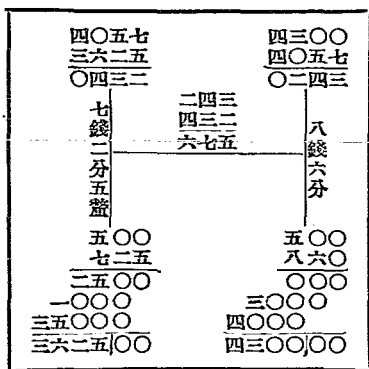 四三〇〇
四〇五七
〇二四三
八錢六分
五〇〇
八六〇
〇〇〇
三〇〇〇
四〇〇〇
四三〇〇〇〇
二四三
四三二
六七五
四〇五七
三六二五
〇四三二
七錢二分五釐
五〇〇
七二五
二五〇〇
一〇〇〇
三五〇〇〇
三六二五〇〇